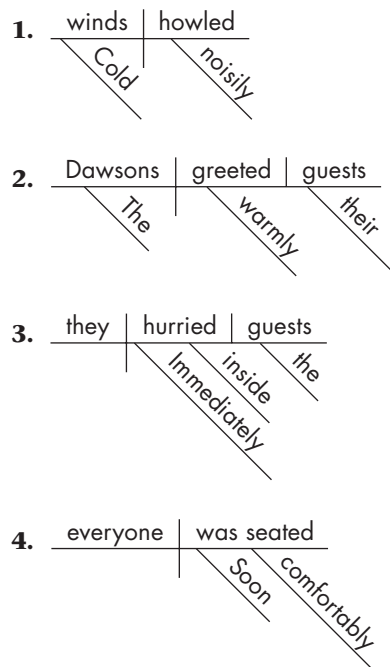 1. winds howled
Cold noisily
2. Dawsons greeted guests
The warmly their
3. they hurried guests
Immediately inside the
4. everyone was seated
Soon comfortably